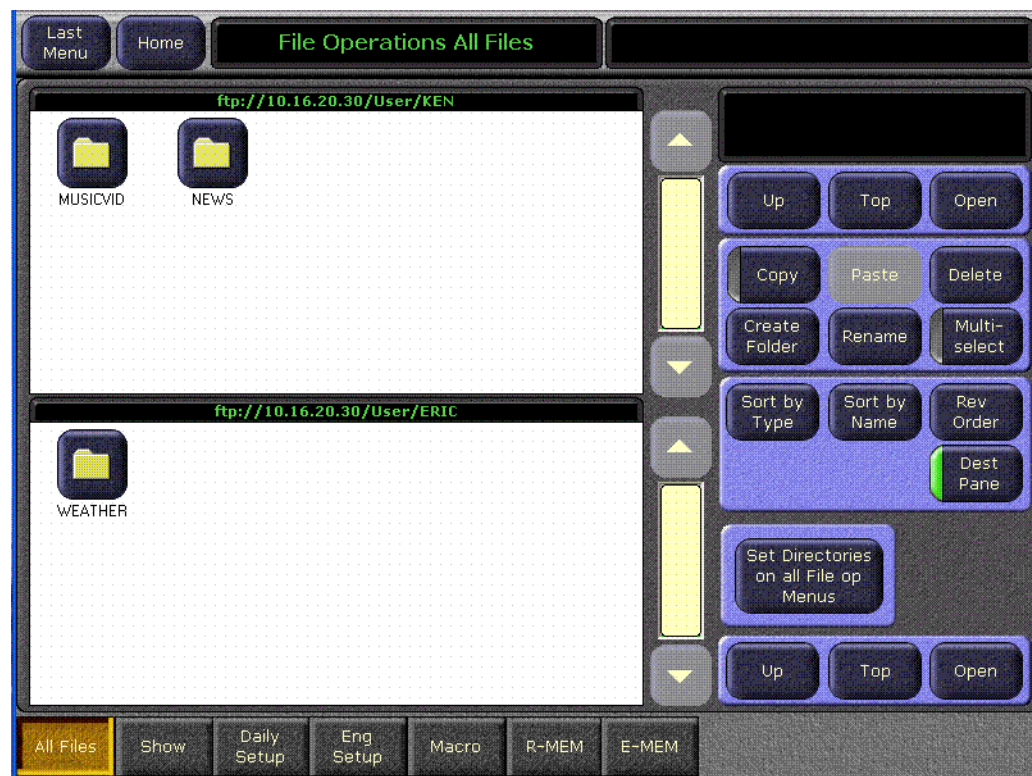 Last
Menu
Home
File Operations All Files
ftp://10.16.20.30/User/KEN
MUSICVID
NEWS
Up
Top
Open
Copy
Paste
Delete
Create
Folder
Rename
Multi-
select
ftp://10.16.20.30/User/ERIC
WEATHER
Sort by
Type
Sort by
Name
Rev
Order
Dest
Pane
Set Directories
on all File op
Menus
Up
Top
Open
All Files
Show
Daily
Setup
Eng
Setup
Macro
R-MEM
E-MEM